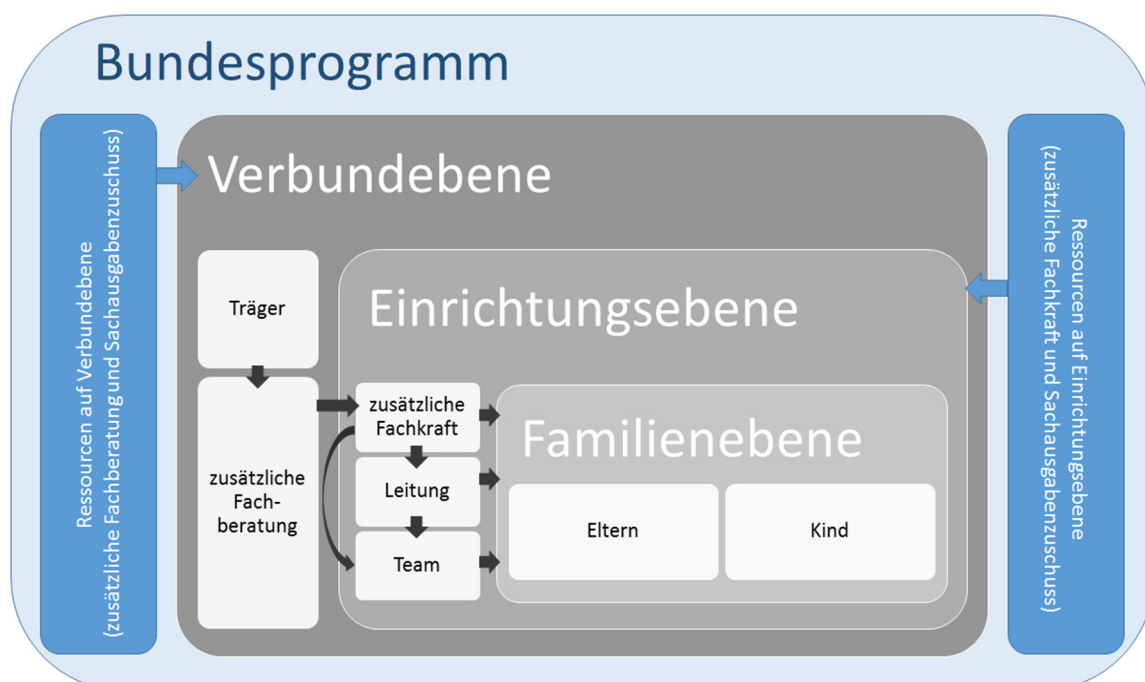 Bundesprogramm
Ressourcen auf Verbundebene
(zusätzliche Fachberatung und Sachausgabenzuschuss)
Verbundebene
Träger
zusätzliche
Fach-
beratung
Einrichtungsebene
zusätzliche
Fachkraft
Leitung
Team
Familienebene
Eltern
Kind
Ressourcen auf Einrichtungsebene
(zusätzliche Fachkraft und Sachausgabenzuschuss)